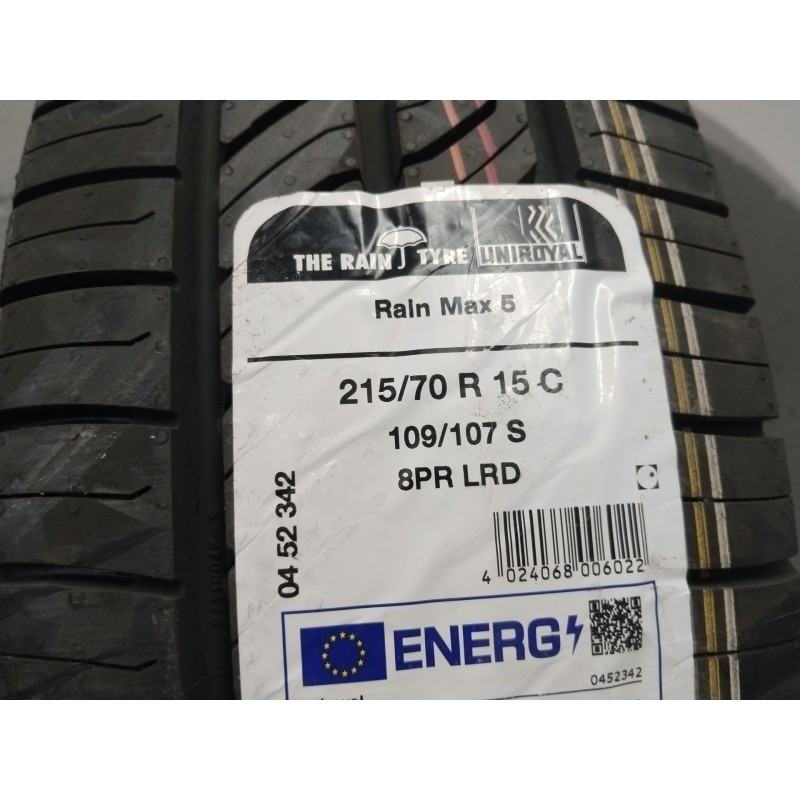 THE RAIN TYRE UNIROYAL
Rain Max 5
215/70 R 15 C
109/107 S
8PR LRD
04 52 342
4 024068 006022
ENERG
0452342